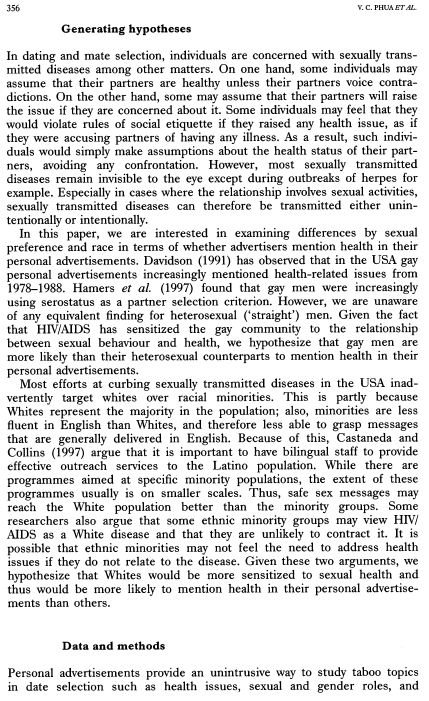 356
V. C. PHUA ET AL.
Generating hypotheses
In dating and mate selection, individuals are concerned with sexually trans-
mitted diseases among other matters. On one hand, some individuals may
assume that their partners are healthy unless their partners voice contra-
dictions. On the other hand, some may assume that their partners will raise
the issue if they are concerned about it. Some individuals may feel that they
would violate rules of social etiquette if they raised any health issue, as if
they were accusing partners of having any illness. As a result, such indivi-
duals would simply make assumptions about the health status of their part-
ners, avoiding any confrontation. However, most sexually transmitted
diseases remain invisible to the eye except during outbreaks of herpes for
example. Especially in cases where the relationship involves sexual activities,
sexually transmitted diseases can therefore be transmitted either unin-
tentionally or intentionally.
In this paper, we are interested in examining differences by sexual
preference and race in terms of whether advertisers mention health in their
personal advertisements. Davidson (1991) has observed that in the USA gay
personal advertisements increasingly mentioned health-related issues from
1978–1988. Hamers et al. (1997) found that gay men were increasingly
using serostatus as a partner selection criterion. However, we are unaware
of any equivalent finding for heterosexual ('straight') men. Given the fact
that HIV/AIDS has sensitized the gay community to the relationship
between sexual behaviour and health, we hypothesize that gay men are
more likely than their heterosexual counterparts to mention health in their
personal advertisements.
Most efforts at curbing sexually transmitted diseases in the USA inad-
vertently target whites over racial minorities. This is partly because
Whites represent the majority in the population; also, minorities are less
fluent in English than Whites, and therefore less able to grasp messages
that are generally delivered in English. Because of this, Castaneda and
Collins (1997) argue that it is important to have bilingual staff to provide
effective outreach services to the Latino population. While there are
programmes aimed at specific minority populations, the extent of these
programmes usually is on smaller scales. Thus, safe sex messages may
reach the White population better than the minority groups. Some
researchers also argue that some ethnic minority groups may view HIV/
AIDS as a White disease and that they are unlikely to contract it. It is
possible that ethnic minorities may not feel the need to address health
issues if they do not relate to the disease. Given these two arguments, we
hypothesize that Whites would be more sensitized to sexual health and
thus would be more likely to mention health in their personal advertise-
ments than others.
Data and methods
Personal advertisements provide an unintrusive way to study taboo topics
in date selection such as health issues, sexual and gender roles, and